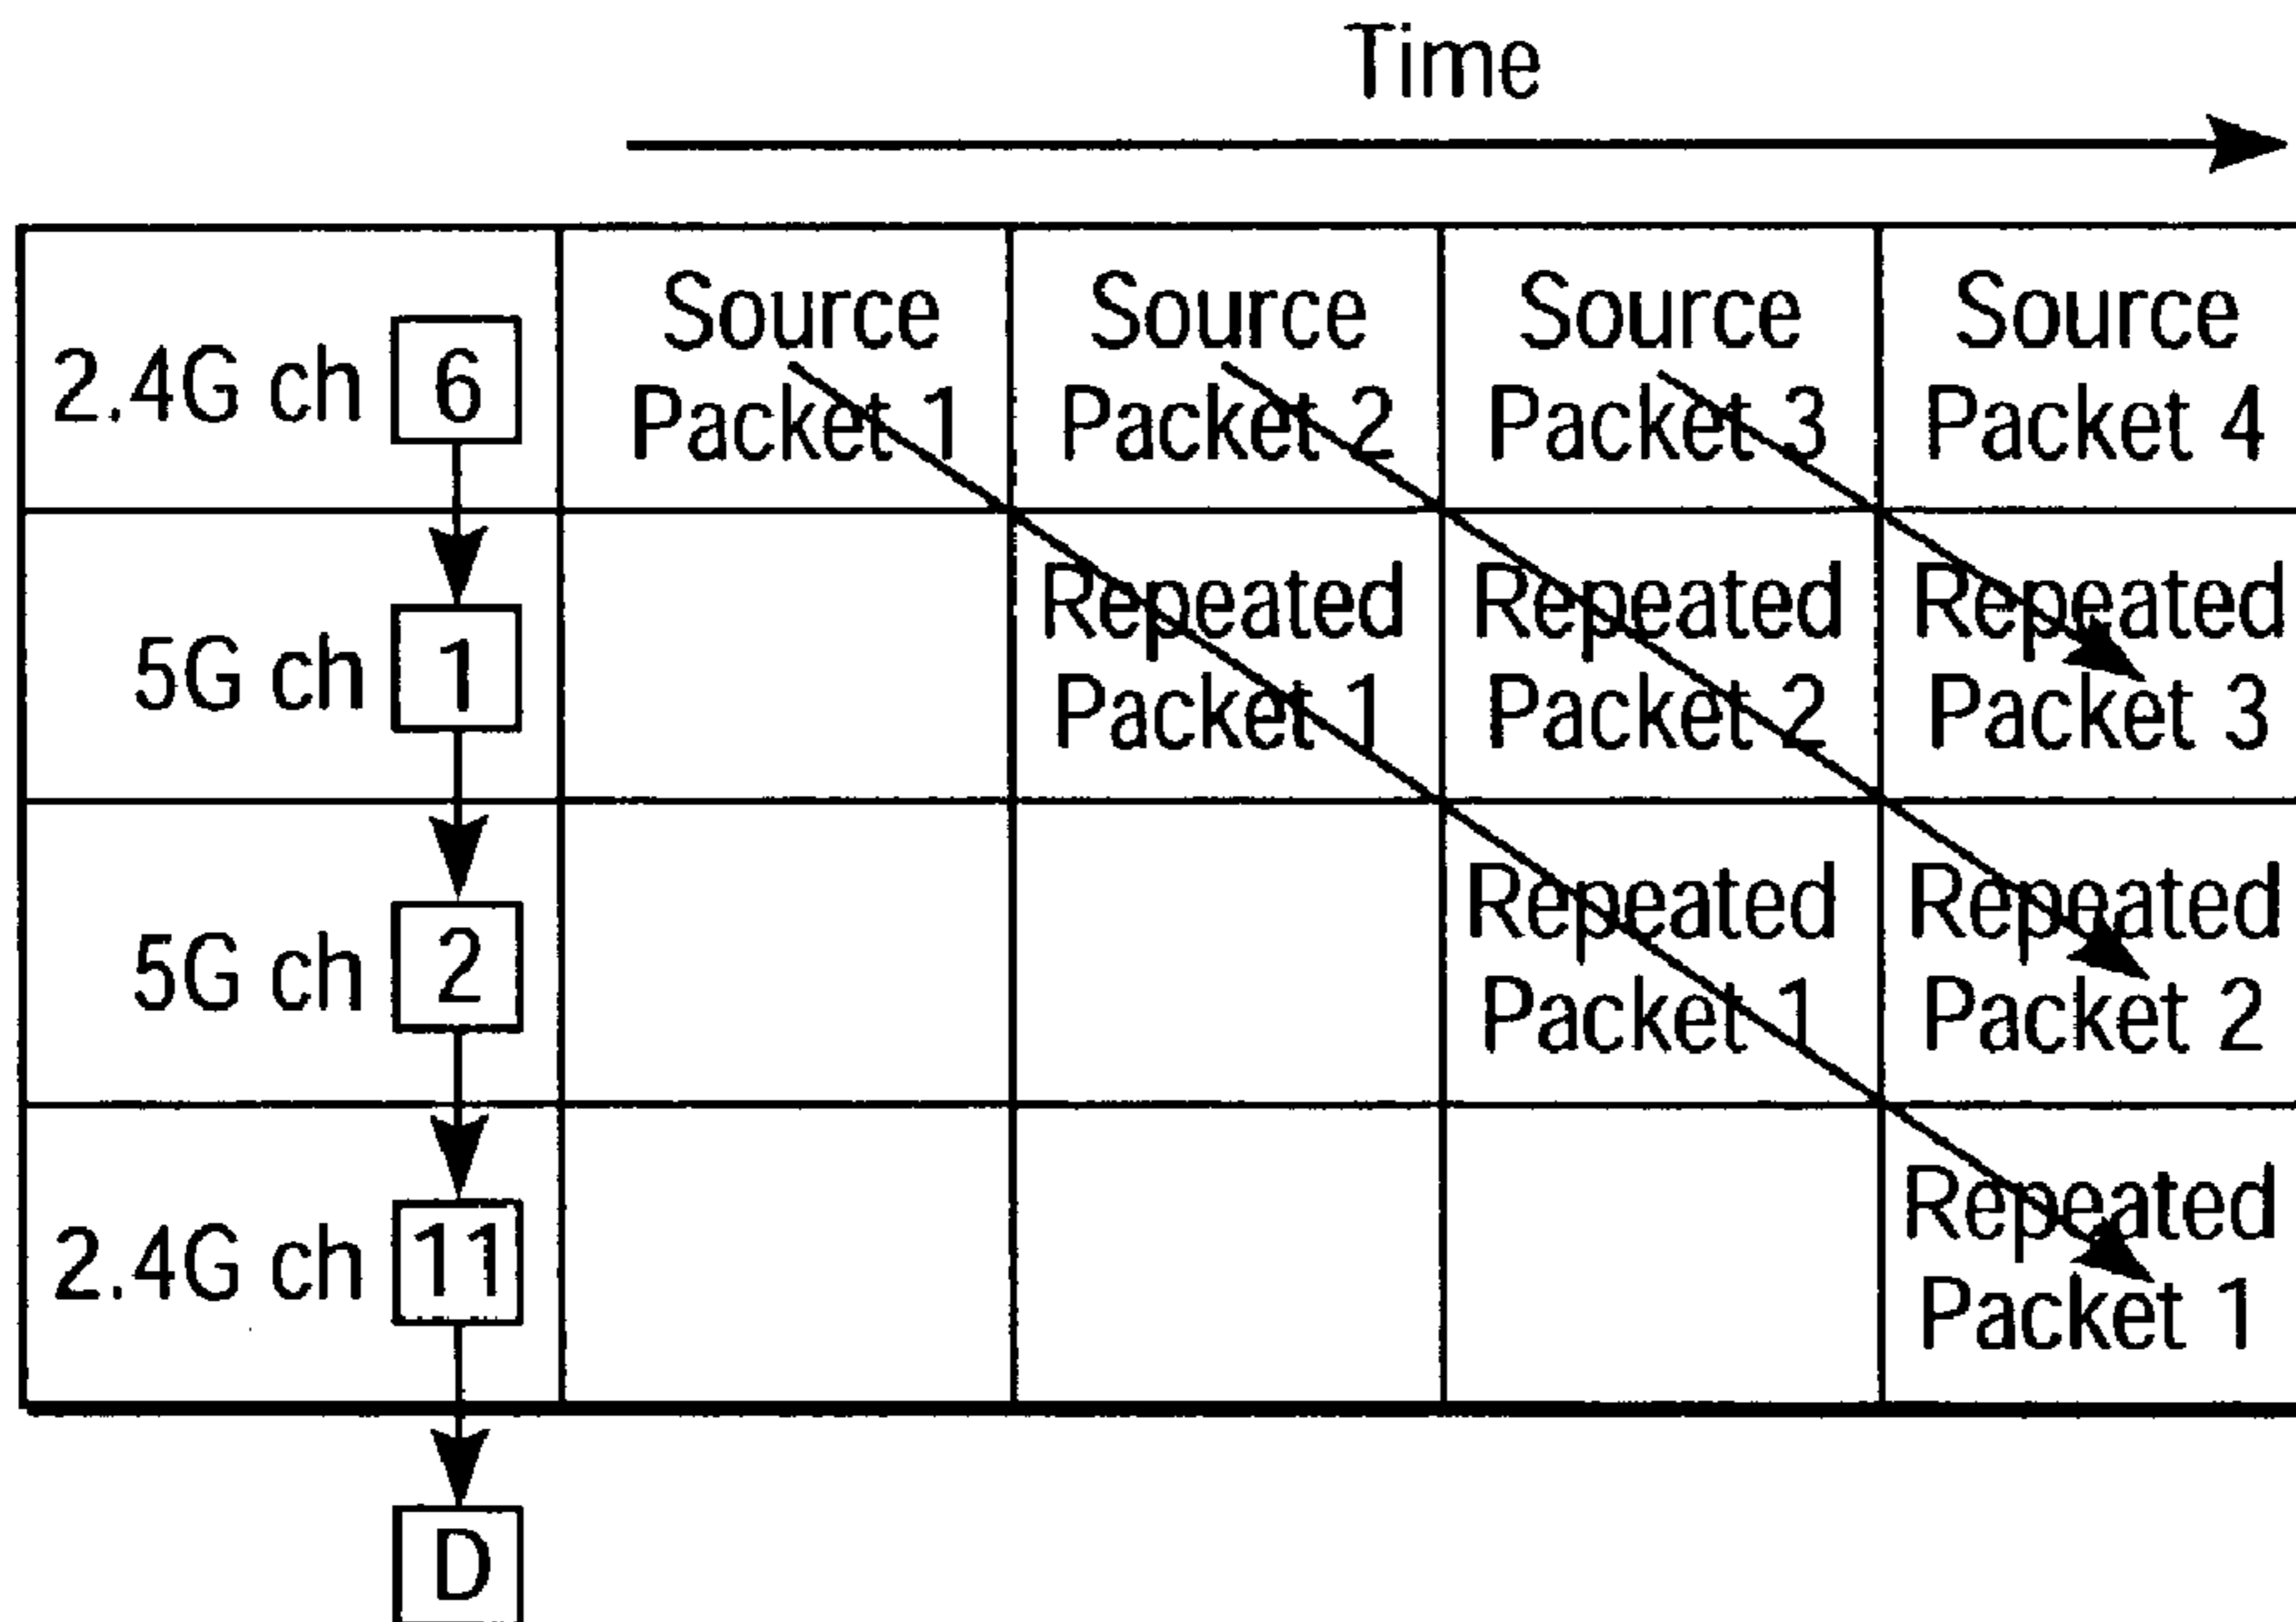 Time
2.4G ch 6
Source
Packet 1
Source
Packet 2
Source
Packet 3
Source
Packet 4
5G ch 1
Repeated
Packet 1
Repeated
Packet 2
Repeated
Packet 3
5G ch 2
Repeated
Packet 1
Repeated
Packet 2
2.4G ch 11
Repeated
Packet 1
D